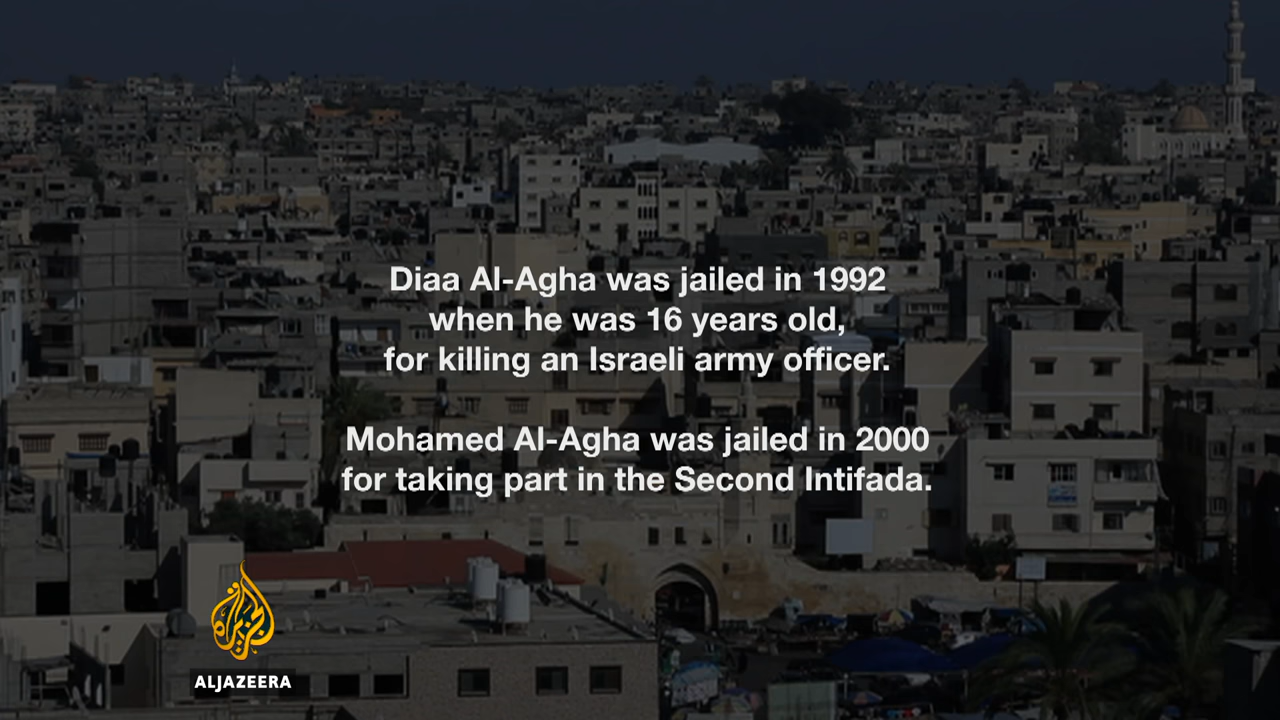 Diaa Al-Agha was jailed in 1992
when he was 16 years old,
for killing an Israeli army officer.
Mohamed Al-Agha was jailed in 2000
for taking part in the Second Intifada.
الجزيرة
ALJAZEERA